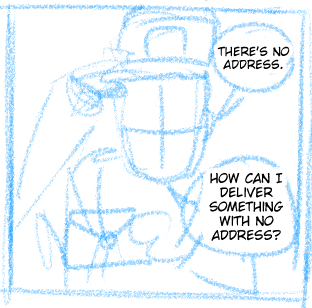 THERE'S NO
ADDRESS.
HOW CAN I
DELIVER
SOMETHING
WITH NO
ADDRESS?